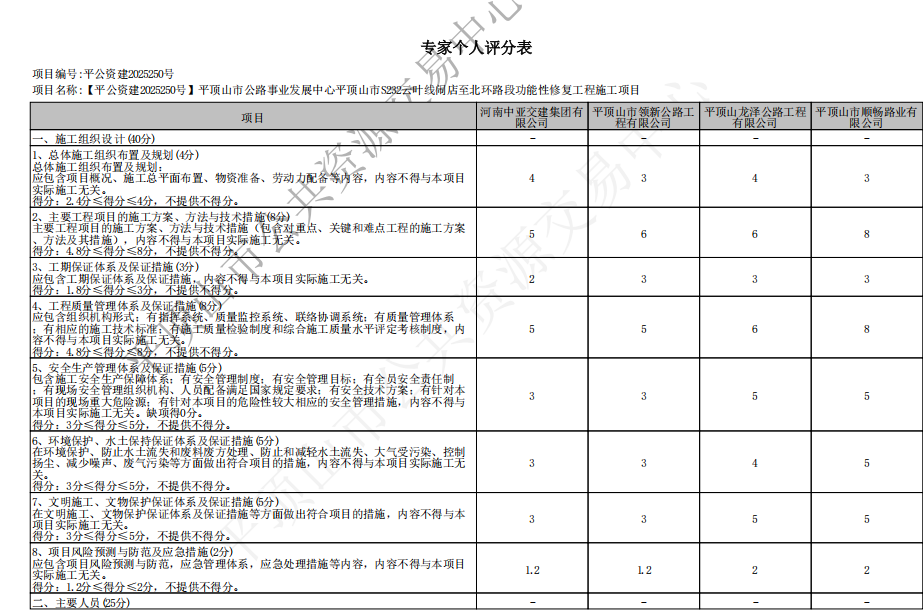 专家个人评分表
项目编号:平公资建2025250号
项目名称:【平公资建2025250号】平顶山市公路事业发展中心平顶山市S232云叶线闹店至北环路段功能性修复工程施工项目
项目 河南中亚交建集团有限公司 平顶山市领新公路工程有限公司 平顶山龙泽公路工程有限公司 平顶山市顺畅路业有限公司
一、施工组织设计(40分) - - - -
1、总体施工组织布置及规划(4分)
总体施工组织布置及规划:
应包含项目概况、施工总平面布置、物资准备、劳动力配备等内容,内容不得与本项目
实际施工无关。
得分:2.4分≤得分≤4分,不提供不得分。
4 3 4 3
2、主要工程项目的施工方案、方法与技术措施(8分)
主要工程项目的施工方案、方法与技术措施(包含对重点、关键和难点工程的施工方案
、方法及其措施),内容不得与本项目实际施工无关。
得分:4.8分≤得分≤8分,不提供不得分。
5 6 6 8
3、工期保证体系及保证措施(3分)
应包含工期保证体系及保证措施,内容不得与本项目实际施工无关。
得分:1.8分≤得分≤3分,不提供不得分。
2 3 3 3
4、工程质量管理体系及保证措施(8分)
应包含组织机构形式;有指挥系统、质量监控系统、联络协调系统;有质量管理体系
;有相应的施工技术标准;有施工质量检验制度和综合施工质量水平评定考核制度,内
容不得与本项目实际施工无关。
得分:4.8分≤得分≤8分,不提供不得分。
5 5 6 8
5、安全生产管理体系及保证措施(5分)
包含施工安全生产保障体系;有安全管理制度;有安全管理目标;有全员安全责任制
;有现场安全管理组织机构、人员配备满足国家规定要求;有安全技术方案;有针对本
项目的现场重大危险源;有针对本项目的危险性较大相应的安全管理措施,内容不得与
本项目实际施工无关。缺项得0分。
得分:3分≤得分≤5分,不提供不得分。
3 3 5 5
6、环境保护、水土保持保证体系及保证措施(5分)
在环境保护、防止水土流失和废料废方处理、防止和减轻水土流失、大气受污染、控制
扬尘、减少噪声、废气污染等方面做出符合项目的措施,内容不得与本项目实际施工无
关。
得分:3分≤得分≤5分,不提供不得分。
3 3 4 5
7、文明施工、文物保护保证体系及保证措施(5分)
在文明施工、文物保护保证体系及保证措施等方面做出符合项目的措施,内容不得与本
项目实际施工无关。
得分:3分≤得分≤5分,不提供不得分。
3 3 5 5
8、项目风险预测与防范及应急措施(2分)
应包含项目风险预测与防范,应急管理体系,应急处理措施等内容,内容不得与本项目
实际施工无关。
得分:1.2分≤得分≤2分,不提供不得分。
1.2 1.2 2 2
二、主要人员(25分) - - - -
平顶山市公共资源交易中心
平顶山市公共资源交易中心